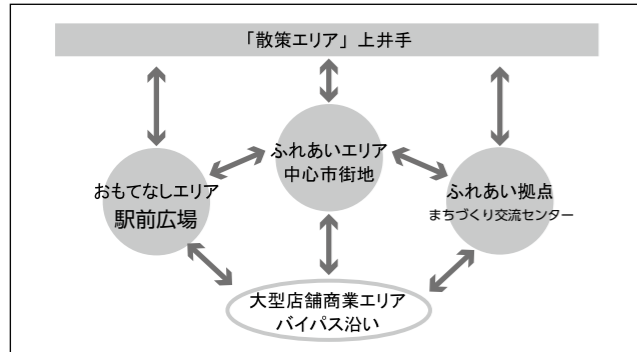 「散策エリア」上井手
ふれあいエリア
中心市街地
おもてなしエリア
駅前広場
ふれあい拠点
まちづくり交流センター
大型店舗商業エリア
バイパス沿い